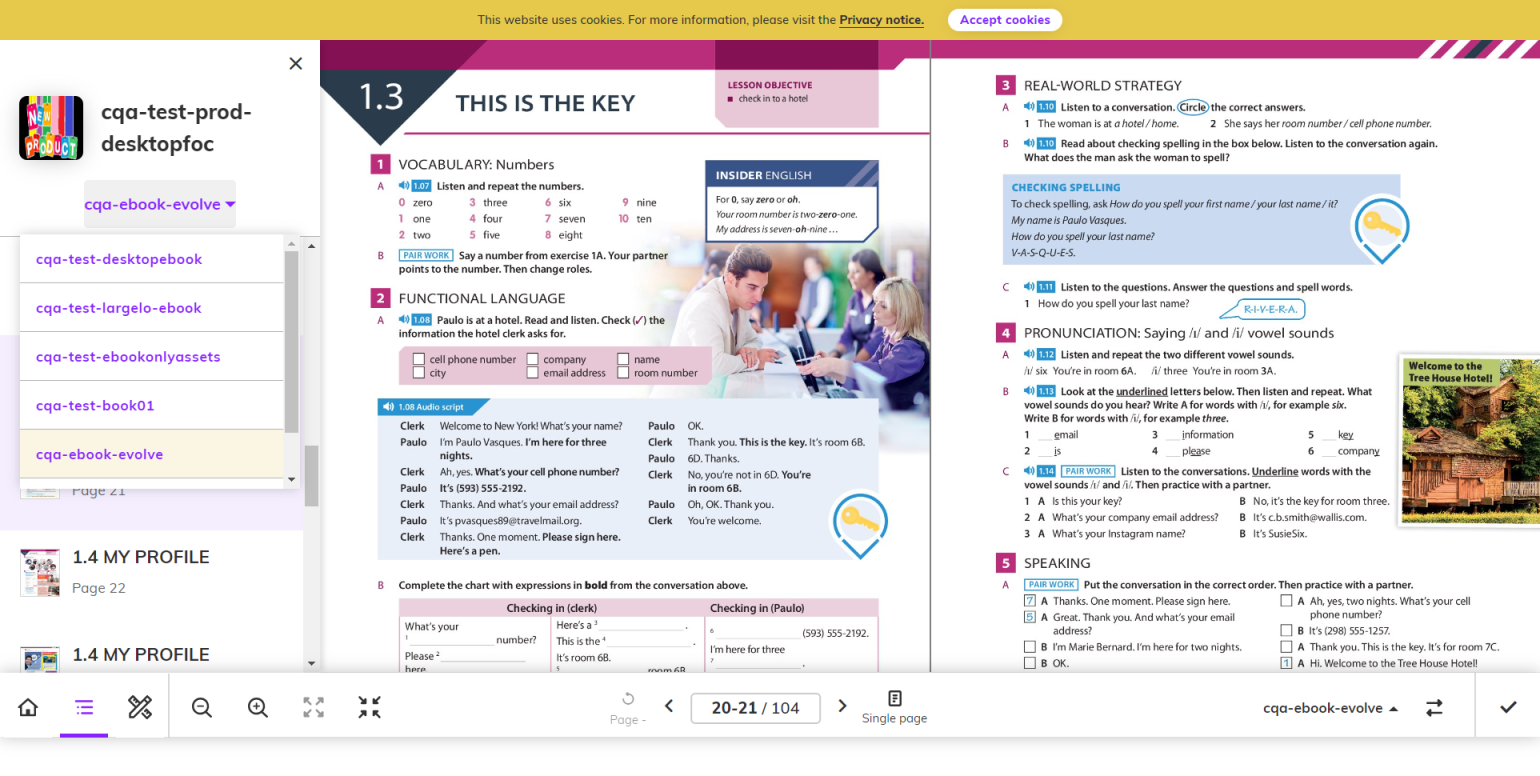 This website uses cookies. For more information, please visit the Privacy notice.
Accept cookies
NEW
PRODUCT
cqa-test-prod-
desktopfoc
cqa-ebook-evolve
cqa-test-desktopebook
cqa-test-largelo-ebook
cqa-test-ebookonlyassets
cqa-test-book01
cqa-ebook-evolve
Page 21
1.4 MY PROFILE
Page 22
1.4 MY PROFILE
1.3
THIS IS THE KEY
LESSON OBJECTIVE
■ check in to a hotel
1 VOCABULARY: Numbers
A 1.07 Listen and repeat the numbers.
0 zero 3 three 6 six 9 nine
1 one 4 four 7 seven 10 ten
2 two 5 five 8 eight
B PAIR WORK Say a number from exercise 1A. Your partner
points to the number. Then change roles.
INSIDER ENGLISH
For 0, say zero or oh.
Your room number is two-zero-one.
My address is seven-oh-nine …
2 FUNCTIONAL LANGUAGE
A 1.08 Paulo is at a hotel. Read and listen. Check (✓) the
information the hotel clerk asks for.
cell phone number company name
city email address room number
1.08 Audio script
Clerk Welcome to New York! What's your name?
Paulo I'm Paulo Vasques. I'm here for three
nights.
Clerk Ah, yes. What's your cell phone number?
Paulo It's (593) 555-2192.
Clerk Thanks. And what's your email address?
Paulo It's pvasques89@travelmail.org.
Clerk Thanks. One moment. Please sign here.
Here's a pen.
Paulo OK.
Clerk Thank you. This is the key. It's room 6B.
Paulo 6D. Thanks.
Clerk No, you're not in 6D. You're
in room 6B.
Paulo Oh, OK. Thank you.
Clerk You're welcome.
B Complete the chart with expressions in bold from the conversation above.
Checking in (clerk) Checking in (Paulo)
What's your
1 ____ number?
Please 2 ____
here.
Here's a 3 ____ .
This is the 4 ____ .
It's room 6B.
5 ____ room 6B.
6 ____ (593) 555-2192.
I'm here for three
7 ____ .
3 REAL-WORLD STRATEGY
A 1.10 Listen to a conversation. Circle the correct answers.
1 The woman is at a hotel / home. 2 She says her room number / cell phone number.
B 1.10 Read about checking spelling in the box below. Listen to the conversation again.
What does the man ask the woman to spell?
CHECKING SPELLING
To check spelling, ask How do you spell your first name / your last name / it?
My name is Paulo Vasques.
How do you spell your last name?
V-A-S-Q-U-E-S.
C 1.11 Listen to the questions. Answer the questions and spell words.
1 How do you spell your last name?
R-I-V-E-R-A.
4 PRONUNCIATION: Saying /ɪ/ and /i/ vowel sounds
A 1.12 Listen and repeat the two different vowel sounds.
/ɪ/ six You're in room 6A. /i/ three You're in room 3A.
B 1.13 Look at the underlined letters below. Then listen and repeat. What
vowel sounds do you hear? Write A for words with /ɪ/, for example six.
Write B for words with /i/, for example three.
1 ___ email 3 ___ information 5 ___ key
2 ___ is 4 ___ please 6 ___ company
C 1.14 PAIR WORK Listen to the conversations. Underline words with the
vowel sounds /ɪ/ and /i/. Then practice with a partner.
1 A Is this your key? B No, it's the key for room three.
2 A What's your company email address? B It's c.b.smith@wallis.com.
3 A What's your Instagram name? B It's SusieSix.
Welcome to the
Tree House Hotel!
5 SPEAKING
A PAIR WORK Put the conversation in the correct order. Then practice with a partner.
7 A Thanks. One moment. Please sign here.
5 A Great. Thank you. And what's your email
address?
B I'm Marie Bernard. I'm here for two nights.
B OK.
A Ah, yes, two nights. What's your cell
phone number?
B It's (298) 555-1257.
A Thank you. This is the key. It's for room 7C.
1 A Hi. Welcome to the Tree House Hotel!
Page -
20-21 / 104
Single page
cqa-ebook-evolve